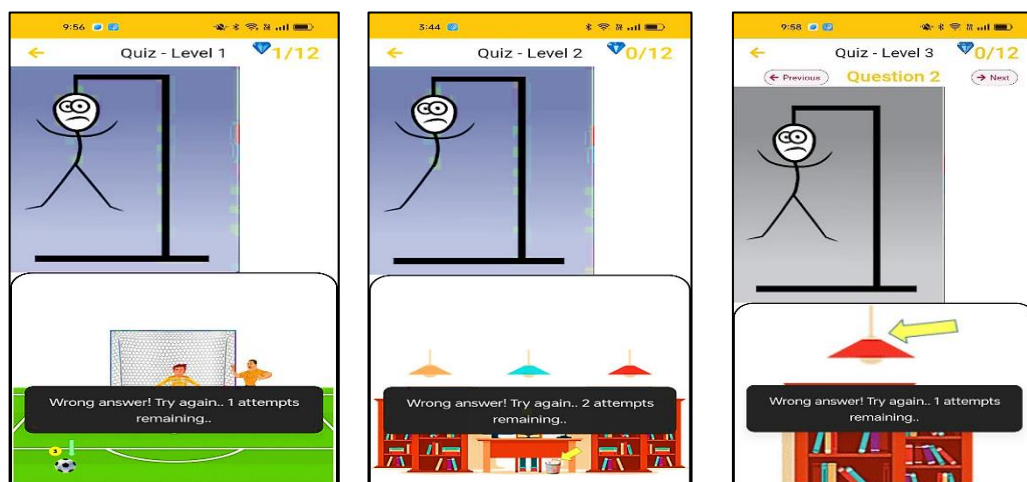 9:56
Quiz - Level 1
1/12
Wrong answer! Try again.. 1 attempts
remaining..
3
3:44
Quiz - Level 2
0/12
Wrong answer! Try again.. 2 attempts
remaining..
9:58
Quiz - Level 3
0/12
← Previous
Question 2
→ Next
Wrong answer! Try again.. 1 attempts
remaining..